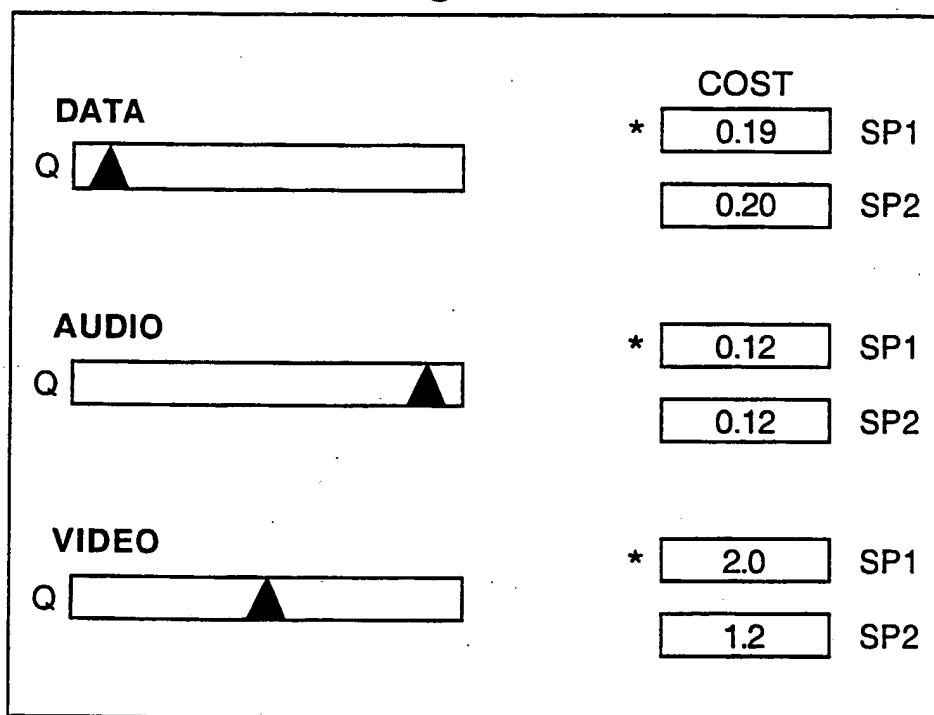 COST
DATA
* 0.19 SP1
Q
0.20 SP2
AUDIO
* 0.12 SP1
Q
0.12 SP2
VIDEO
* 2.0 SP1
Q
1.2 SP2